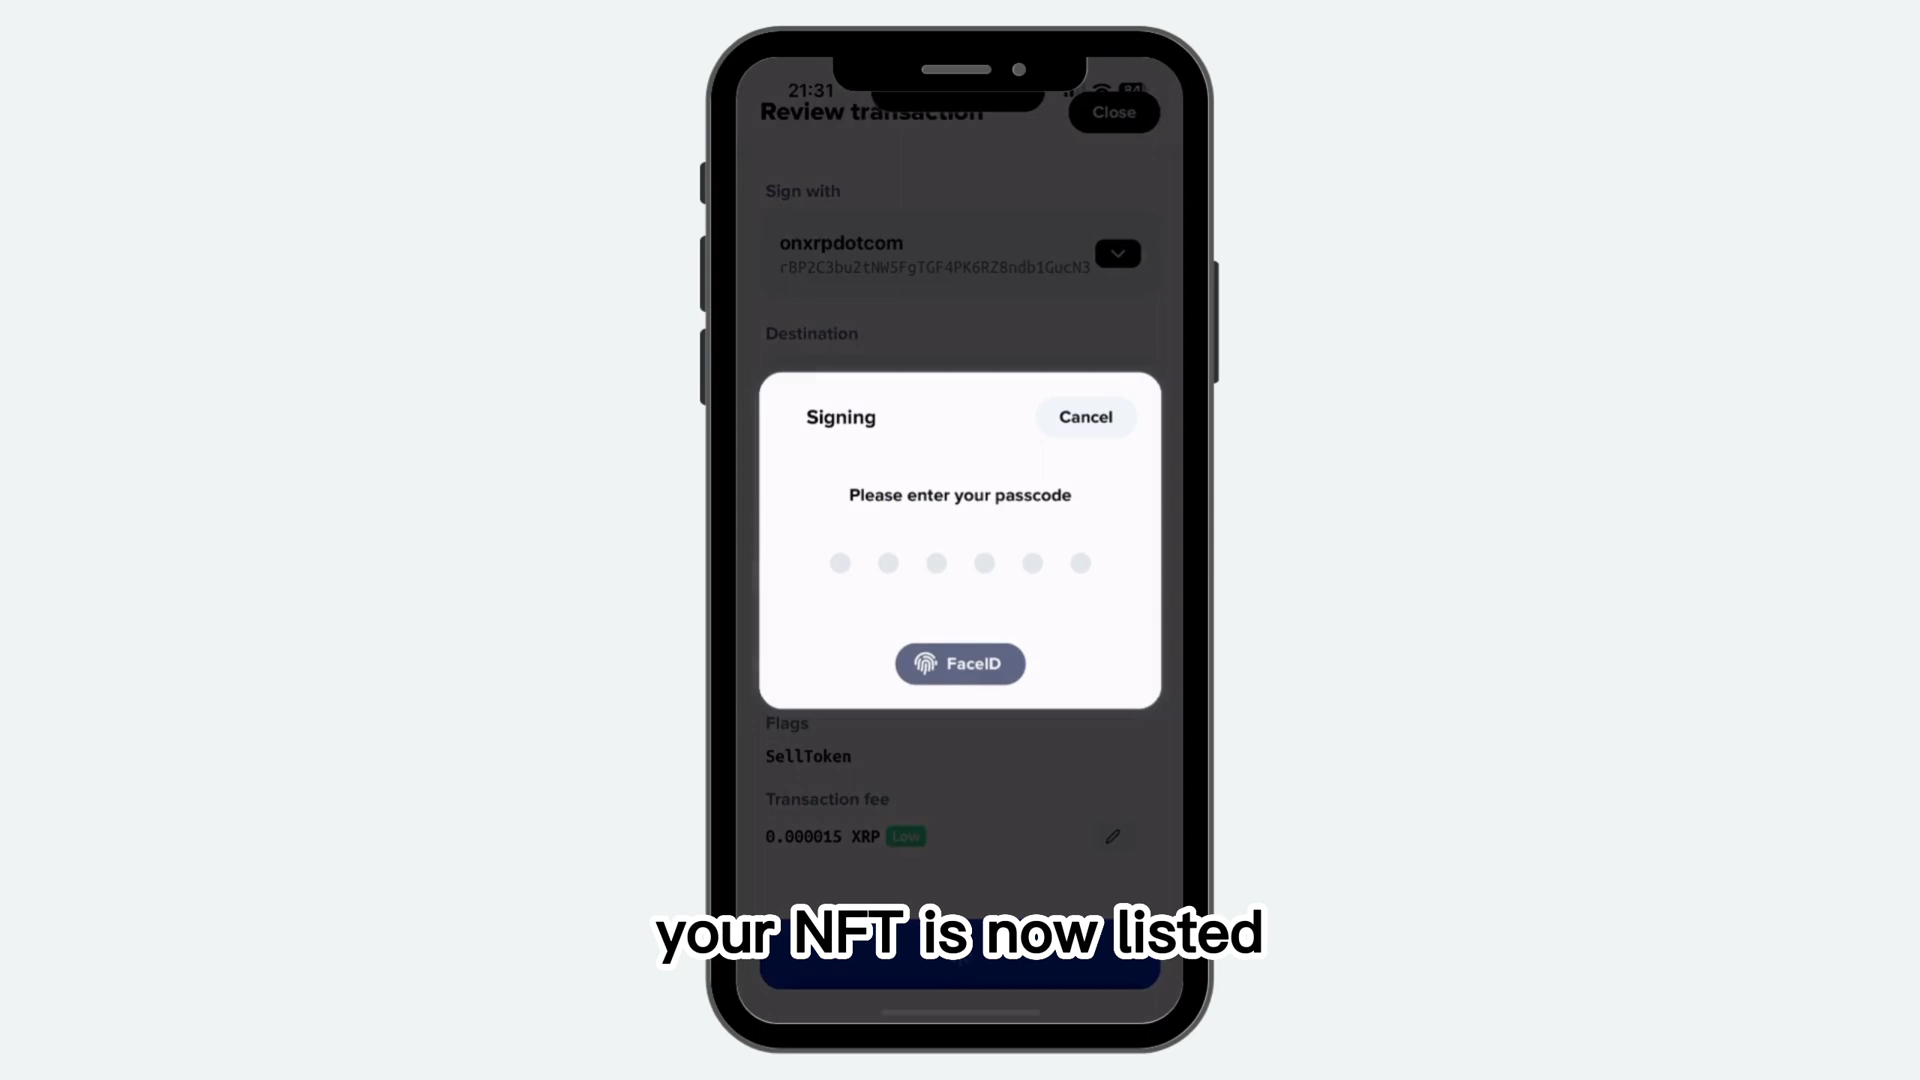 21:31
84
Review transaction
Close
Sign with
onxrpdotcom
rBP2C3bu2tNW5FgTGF4PK6RZ8ndb1GucN3
Destination
Signing
Cancel
Please enter your passcode
FaceID
Flags
SellToken
Transaction fee
0.000015 XRP Low
your NFT is now listed